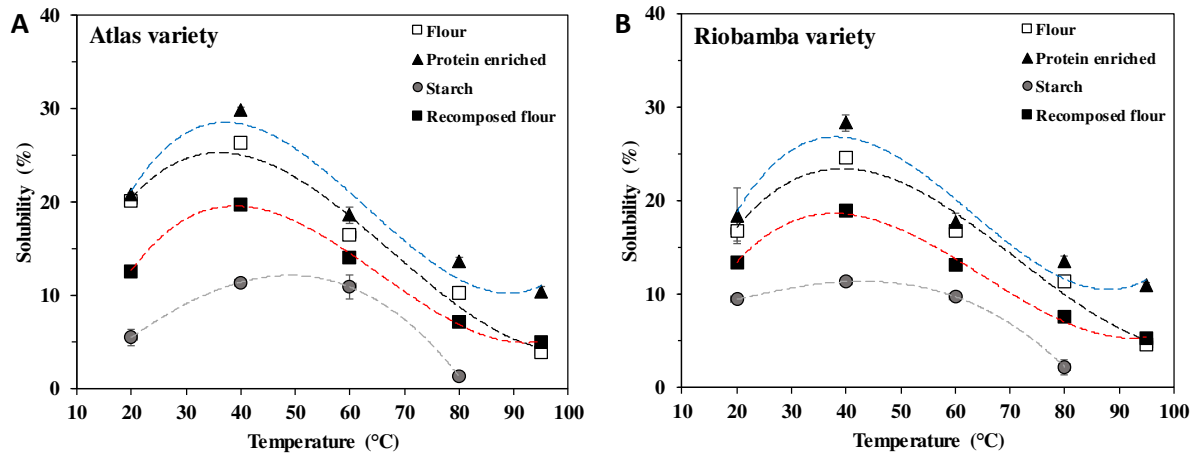 A
Atlas variety
Flour
Protein enriched
Starch
Recomposed flour
Solubility (%)
40
30
20
10
0
10 20 30 40 50 60 70 80 90 100
Temperature (°C)
B
Riobamba variety
Flour
Protein enriched
Starch
Recomposed flour
Solubility (%)
40
30
20
10
0
10 20 30 40 50 60 70 80 90 100
Temperature (°C)